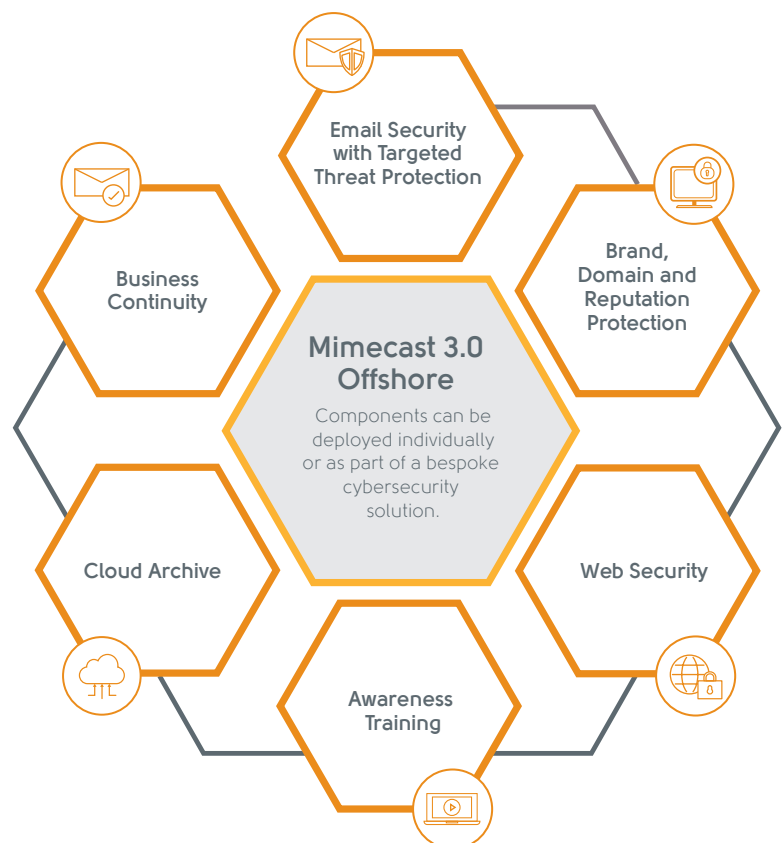 Email Security
with Targeted
Threat Protection
Brand,
Domain and
Reputation
Protection
Business
Continuity
Mimecast 3.0
Offshore
Components can be
deployed individually
or as part of a bespoke
cybersecurity
solution.
Cloud Archive
Web Security
Awareness
Training